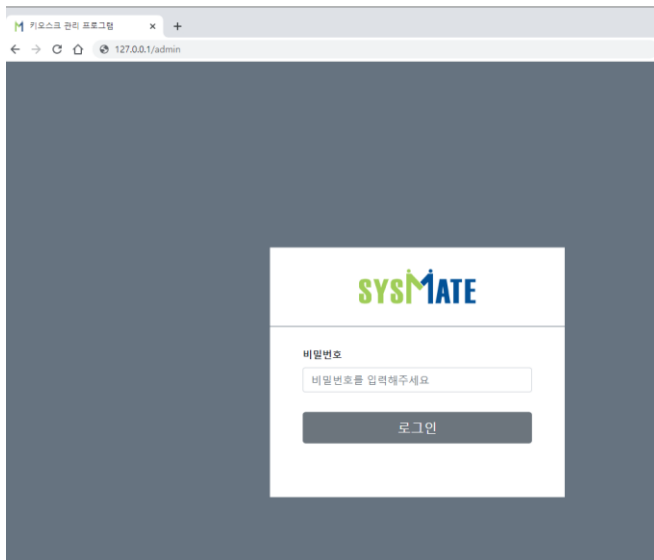 키오스크 관리 프로그램
127.0.0.1/admin
SYSMATE
비밀번호
비밀번호를 입력해주세요
로그인